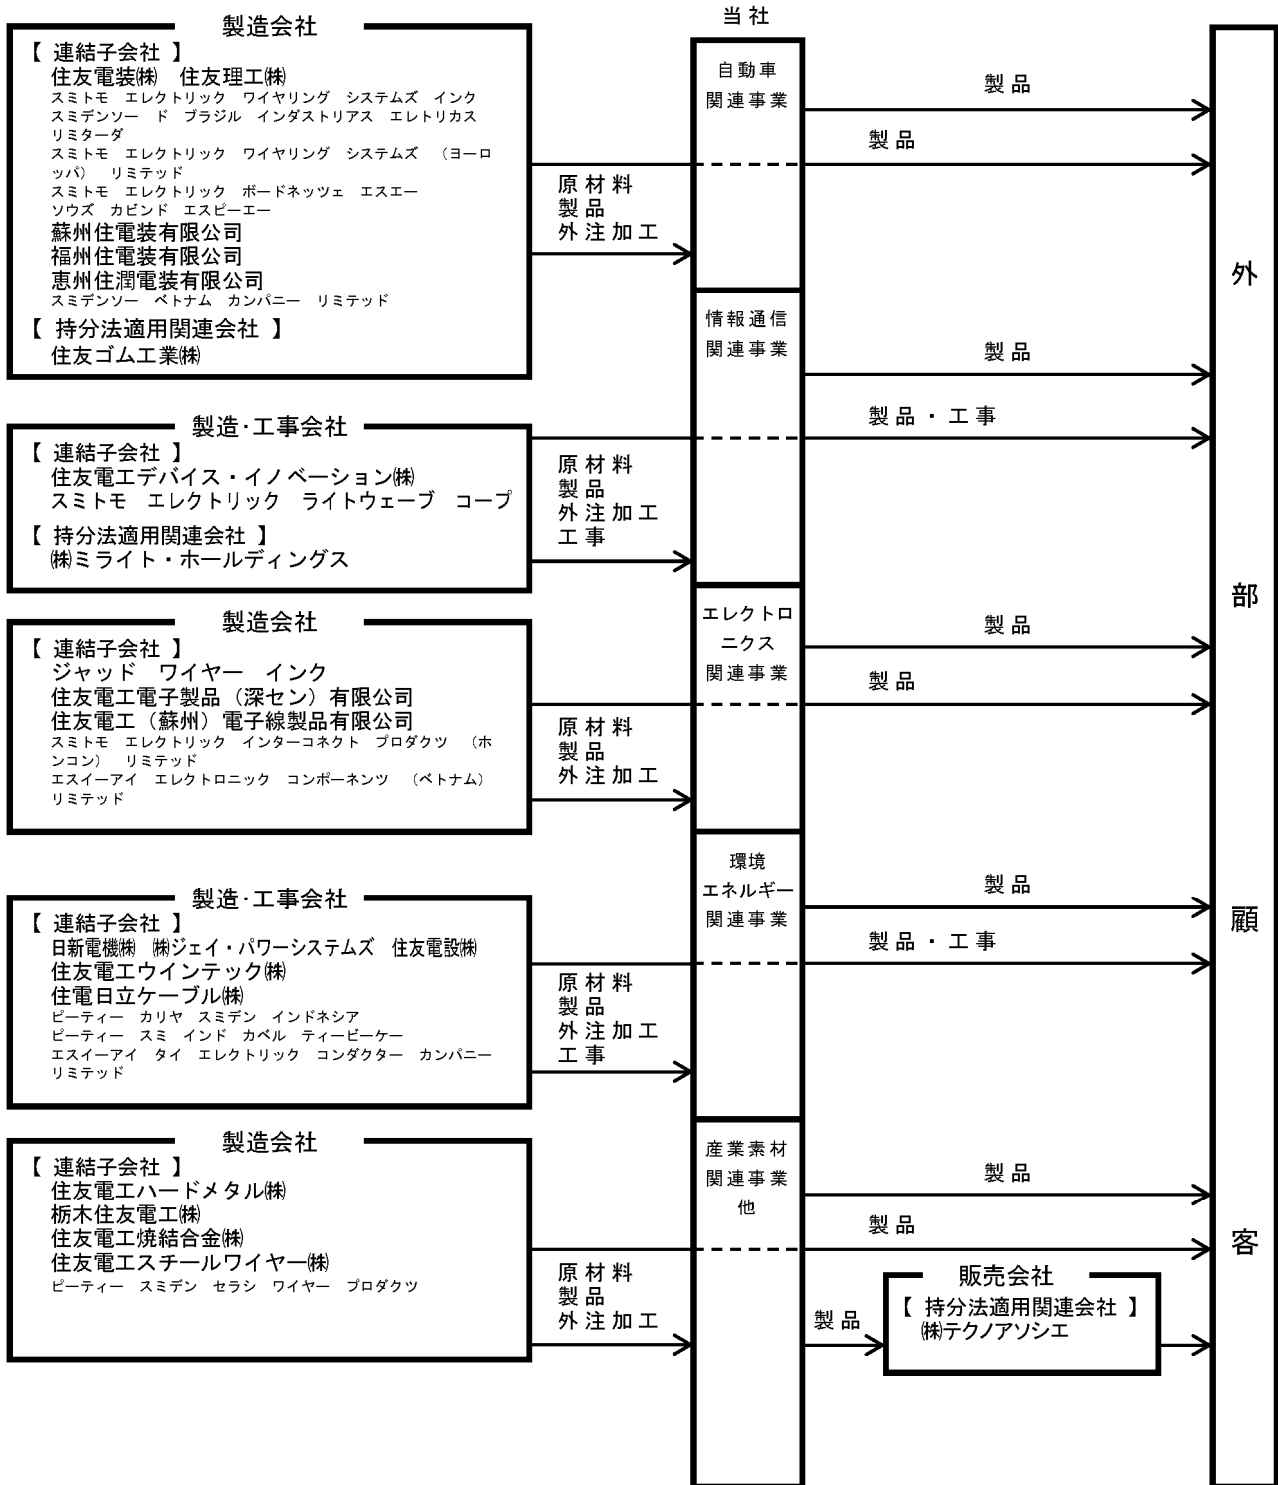 当社
製造会社
【 連結子会社 】
住友電装㈱　住友理工㈱
スミトモ　エレクトリック　ワイヤリング　システムズ　インク
スミデンソー　ド　ブラジル　インダストリアス　エレトリカス
リミターダ
スミトモ　エレクトリック　ワイヤリング　システムズ　（ヨーロ
ッパ）　リミテッド
スミトモ　エレクトリック　ボードネッツェ　エスエー
ソウズ　カビンド　エスピーエー
蘇州住電装有限公司
福州住電装有限公司
恵州住潤電装有限公司
スミデンソー　ベトナム　カンパニー　リミテッド
【 持分法適用関連会社 】
住友ゴム工業㈱
原材料
製品
外注加工
自動車
関連事業
製品
製品
製造・工事会社
【 連結子会社 】
住友電工デバイス・イノベーション㈱
スミトモ　エレクトリック　ライトウェーブ　コープ
【 持分法適用関連会社 】
㈱ミライト・ホールディングス
原材料
製品
外注加工
工事
情報通信
関連事業
製品
製品・工事
製造会社
【 連結子会社 】
ジャッド　ワイヤー　インク
住友電工電子製品（深セン）有限公司
住友電工（蘇州）電子線製品有限公司
スミトモ　エレクトリック　インターコネクト　プロダクツ　（ホ
ンコン）　リミテッド
エスイーアイ　エレクトロニック　コンポーネンツ　（ベトナム）
リミテッド
原材料
製品
外注加工
エレクトロ
ニクス
関連事業
製品
製品
製造・工事会社
【 連結子会社 】
日新電機㈱　㈱ジェイ・パワーシステムズ　住友電設㈱
住友電工ウインテック㈱
住電日立ケーブル㈱
ピーティー　カリヤ　スミデン　インドネシア
ピーティー　スミ　インド　カベル　ティービーケー
エスイーアイ　タイ　エレクトリック　コンダクター　カンパニー
リミテッド
原材料
製品
外注加工
工事
環境
エネルギー
関連事業
製品
製品・工事
製造会社
【 連結子会社 】
住友電工ハードメタル㈱
栃木住友電工㈱
住友電工焼結合金㈱
住友電工スチールワイヤー㈱
ピーティー　スミデン　セラシ　ワイヤー　プロダクツ
原材料
製品
外注加工
産業素材
関連事業
他
製品
製品
製品
販売会社
【 持分法適用関連会社 】
㈱テクノアソシエ
外部顧客